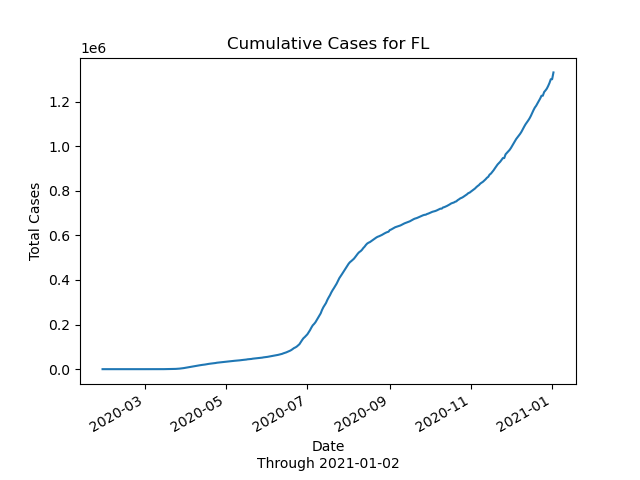 Cumulative Cases for FL
1e6
1.2
1.0
0.8
0.6
0.4
0.2
0.0
Total Cases
2020-03
2020-05
2020-07
2020-09
2020-11
2021-01
Date
Through 2021-01-02